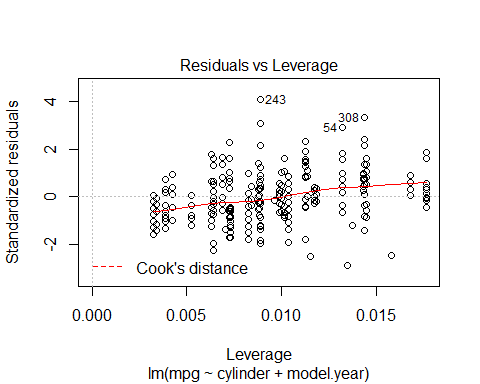 Residuals vs Leverage
Standardized residuals
4
2
0
-2
243
308
54
Cook's distance
0.000 0.005 0.010 0.015
Leverage
lm(mpg ~ cylinder + model.year)